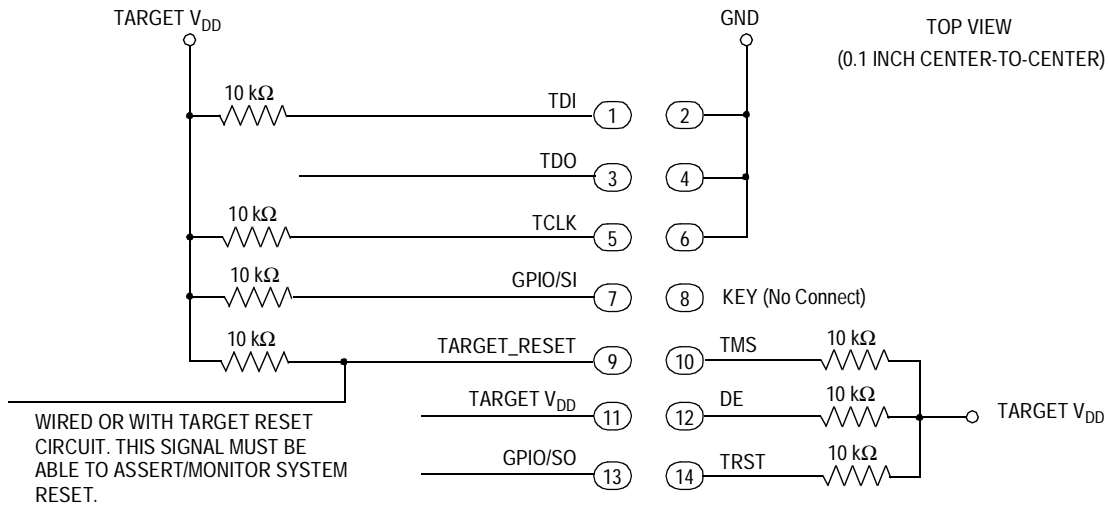 TARGET V_DD
GND
TOP VIEW
(0.1 INCH CENTER-TO-CENTER)
10 kΩ
TDI
1
2
TDO
3
4
10 kΩ
TCLK
5
6
10 kΩ
GPIO/SI
7
8
KEY (No Connect)
10 kΩ
TARGET_RESET
9
10
TMS
10 kΩ
TARGET V_DD
11
12
DE
10 kΩ
TARGET V_DD
GPIO/SO
13
14
TRST
10 kΩ
WIRED OR WITH TARGET RESET
CIRCUIT. THIS SIGNAL MUST BE
ABLE TO ASSERT/MONITOR SYSTEM
RESET.